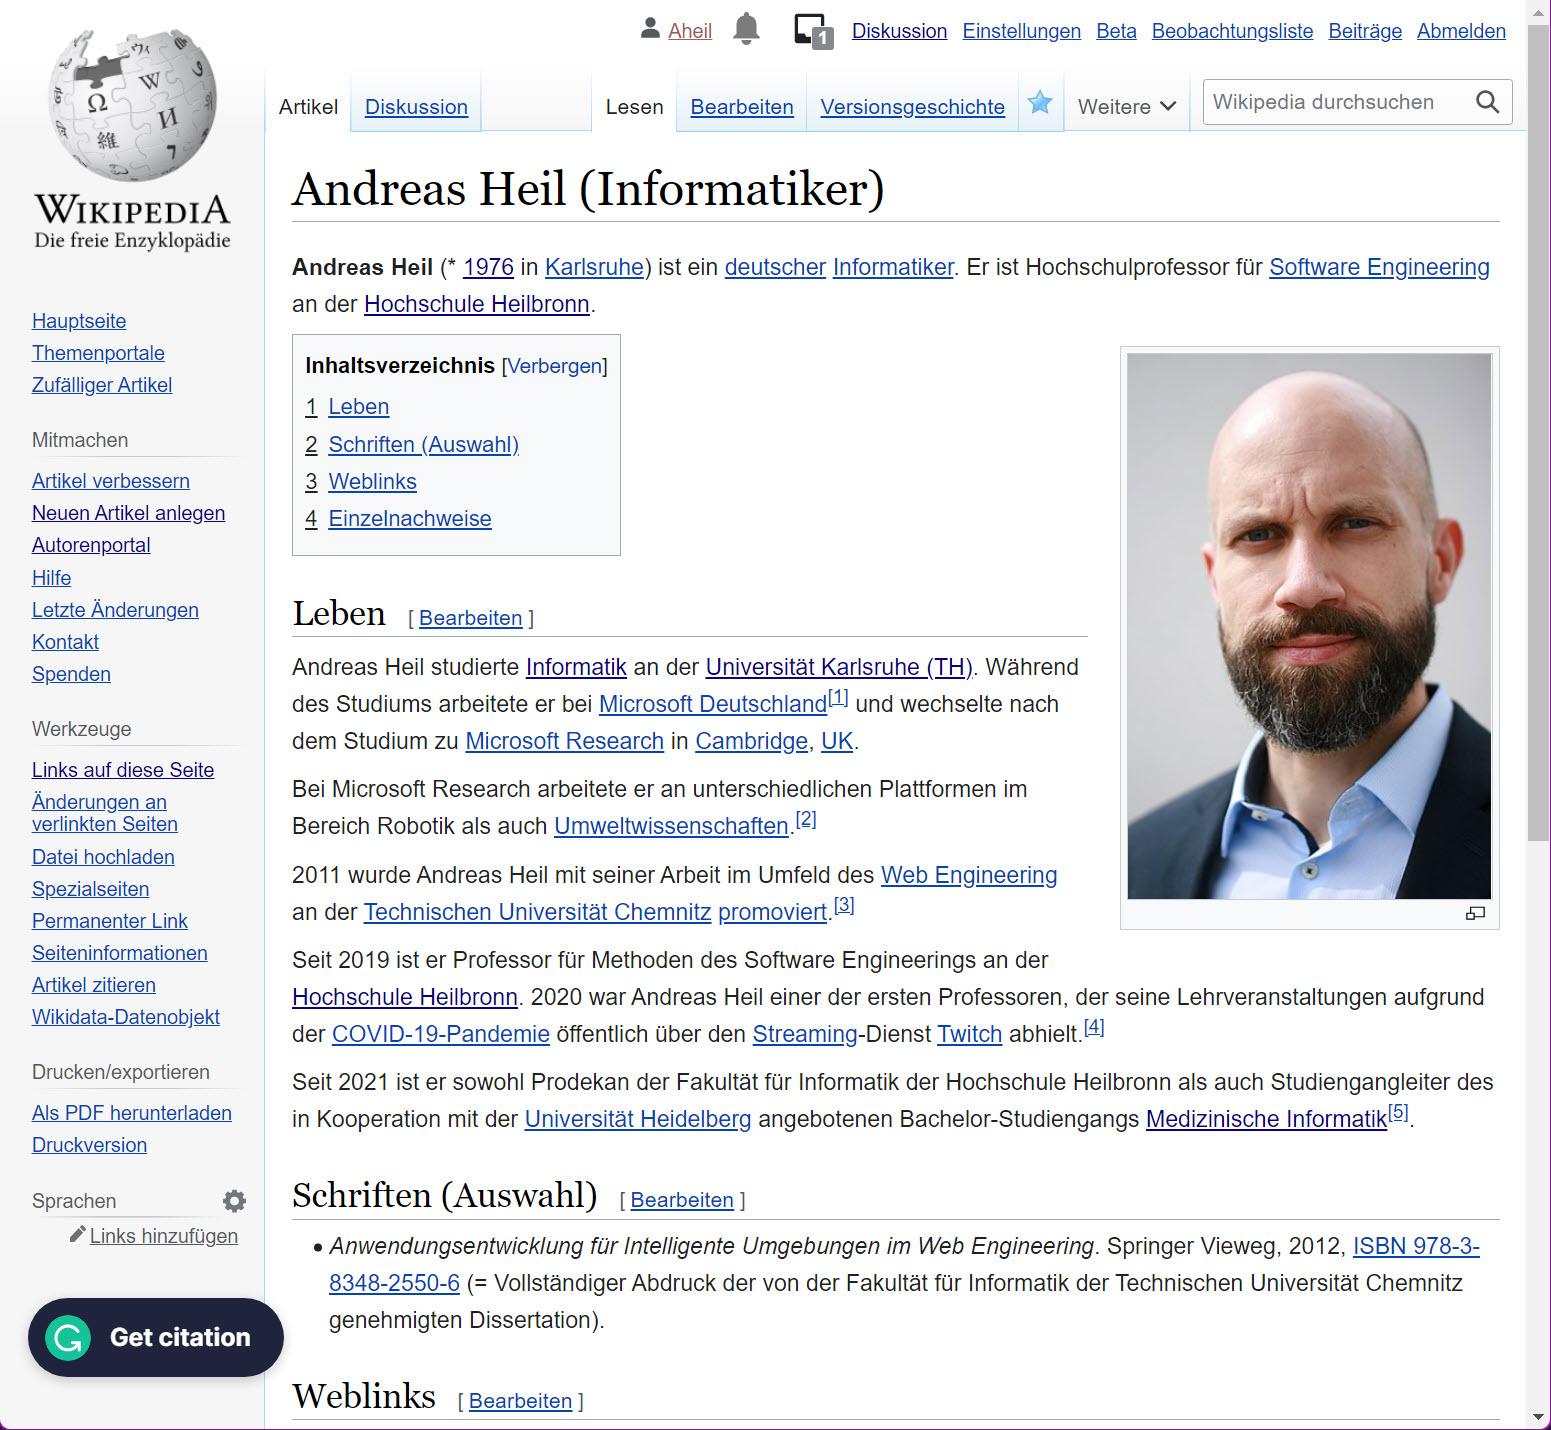 Aheil
1
Diskussion Einstellungen Beta Beobachtungsliste Beiträge Abmelden
Artikel Diskussion Lesen Bearbeiten Versionsgeschichte Weitere Wikipedia durchsuchen
WIKIPEDIA
Die freie Enzyklopädie
Hauptseite
Themenportale
Zufälliger Artikel
Mitmachen
Artikel verbessern
Neuen Artikel anlegen
Autorenportal
Hilfe
Letzte Änderungen
Kontakt
Spenden
Werkzeuge
Links auf diese Seite
Änderungen an
verlinkten Seiten
Datei hochladen
Spezialseiten
Permanenter Link
Seiteninformationen
Artikel zitieren
Wikidata-Datenobjekt
Drucken/exportieren
Als PDF herunterladen
Druckversion
Sprachen
Links hinzufügen
Get citation
Andreas Heil (Informatiker)
Andreas Heil (* 1976 in Karlsruhe) ist ein deutscher Informatiker. Er ist Hochschulprofessor für Software Engineering
an der Hochschule Heilbronn.
Inhaltsverzeichnis [Verbergen]
1 Leben
2 Schriften (Auswahl)
3 Weblinks
4 Einzelnachweise
Leben [ Bearbeiten ]
Andreas Heil studierte Informatik an der Universität Karlsruhe (TH). Während
des Studiums arbeitete er bei Microsoft Deutschland[1] und wechselte nach
dem Studium zu Microsoft Research in Cambridge, UK.
Bei Microsoft Research arbeitete er an unterschiedlichen Plattformen im
Bereich Robotik als auch Umweltwissenschaften.[2]
2011 wurde Andreas Heil mit seiner Arbeit im Umfeld des Web Engineering
an der Technischen Universität Chemnitz promoviert.[3]
Seit 2019 ist er Professor für Methoden des Software Engineerings an der
Hochschule Heilbronn. 2020 war Andreas Heil einer der ersten Professoren, der seine Lehrveranstaltungen aufgrund
der COVID-19-Pandemie öffentlich über den Streaming-Dienst Twitch abhielt.[4]
Seit 2021 ist er sowohl Prodekan der Fakultät für Informatik der Hochschule Heilbronn als auch Studiengangleiter des
in Kooperation mit der Universität Heidelberg angebotenen Bachelor-Studiengangs Medizinische Informatik[5].
Schriften (Auswahl) [ Bearbeiten ]
• Anwendungsentwicklung für Intelligente Umgebungen im Web Engineering. Springer Vieweg, 2012, ISBN 978-3-
8348-2550-6 (= Vollständiger Abdruck der von der Fakultät für Informatik der Technischen Universität Chemnitz
genehmigten Dissertation).
Weblinks [ Bearbeiten ]